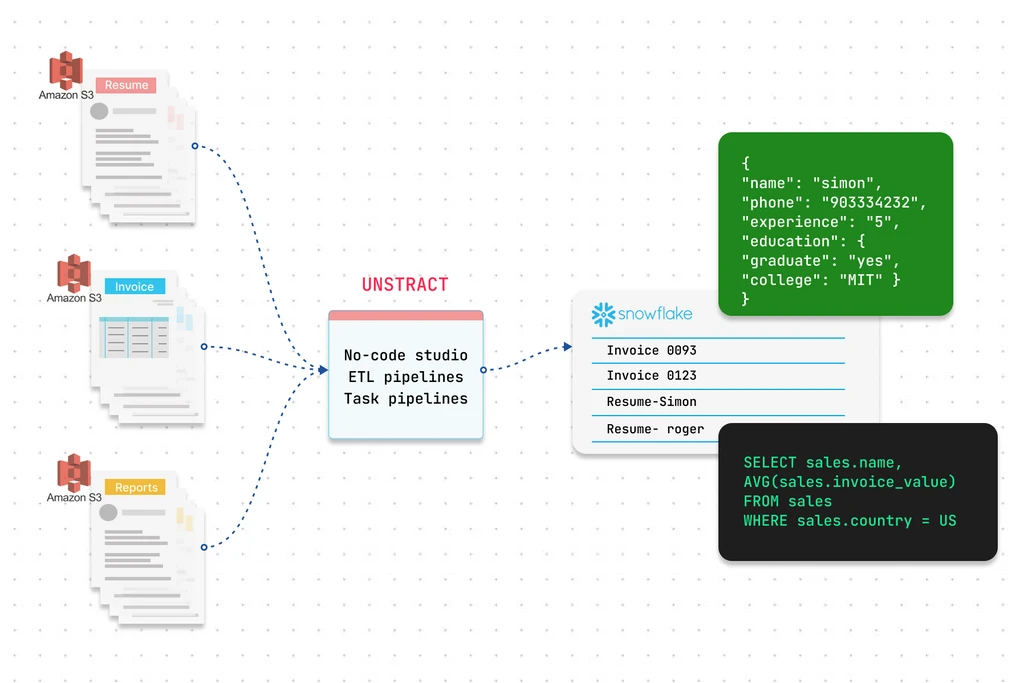 Amazon S3
Resume
Amazon S3
Invoice
Amazon S3
Reports
UNSTRACT
No-code studio
ETL pipelines
Task pipelines
snowflake
Invoice 0093
Invoice 0123
Resume-Simon
Resume- roger
{
"name": "simon",
"phone": "903334232",
"experience": "5",
"education": {
"graduate": "yes",
"college": "MIT" }
}
SELECT sales.name,
AVG(sales.invoice_value)
FROM sales
WHERE sales.country = US